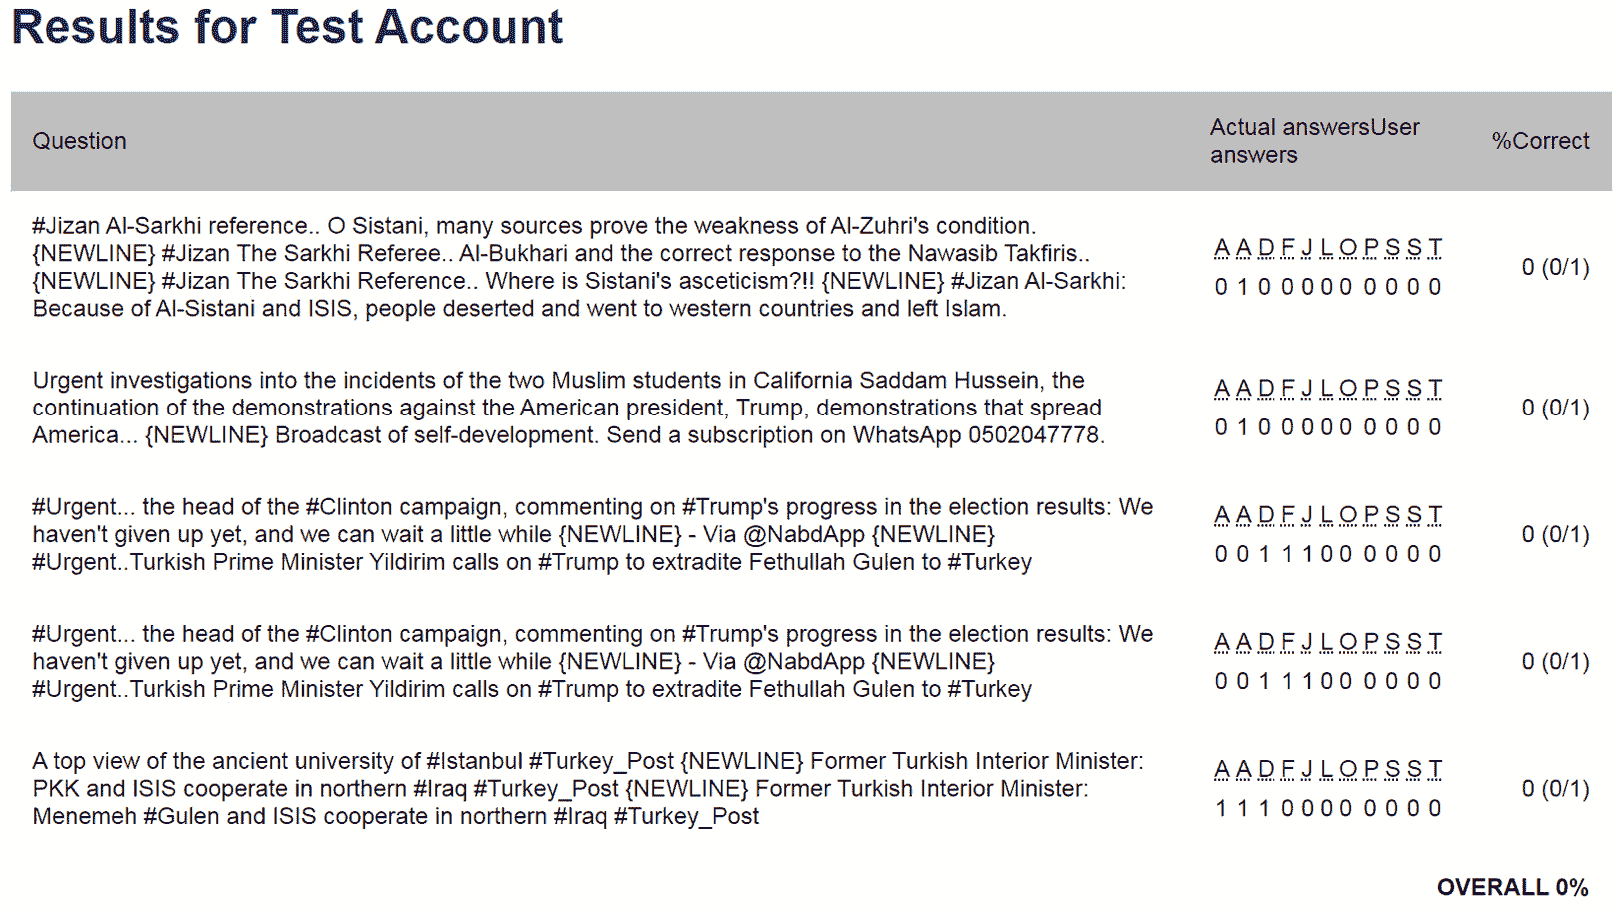 Results for Test Account
Question
Actual answersUser
answers
%Correct
#Jizan Al-Sarkhi reference.. O Sistani, many sources prove the weakness of Al-Zuhri's condition.
{NEWLINE} #Jizan The Sarkhi Referee.. Al-Bukhari and the correct response to the Nawasib Takfiris..
{NEWLINE} #Jizan The Sarkhi Reference.. Where is Sistani's asceticism?!! {NEWLINE} #Jizan Al-Sarkhi:
Because of Al-Sistani and ISIS, people deserted and went to western countries and left Islam.
A A D F J L O P S S T
0 1 0 0 0 0 0 0 0 0 0
0 (0/1)
Urgent investigations into the incidents of the two Muslim students in California Saddam Hussein, the
continuation of the demonstrations against the American president, Trump, demonstrations that spread
America... {NEWLINE} Broadcast of self-development. Send a subscription on WhatsApp 0502047778.
A A D F J L O P S S T
0 1 0 0 0 0 0 0 0 0 0
0 (0/1)
#Urgent... the head of the #Clinton campaign, commenting on #Trump's progress in the election results: We
haven't given up yet, and we can wait a little while {NEWLINE} - Via @NabdApp {NEWLINE}
#Urgent..Turkish Prime Minister Yildirim calls on #Trump to extradite Fethullah Gulen to #Turkey
A A D F J L O P S S T
0 0 1 1 1 0 0 0 0 0 0
0 (0/1)
#Urgent... the head of the #Clinton campaign, commenting on #Trump's progress in the election results: We
haven't given up yet, and we can wait a little while {NEWLINE} - Via @NabdApp {NEWLINE}
#Urgent..Turkish Prime Minister Yildirim calls on #Trump to extradite Fethullah Gulen to #Turkey
A A D F J L O P S S T
0 0 1 1 1 0 0 0 0 0 0
0 (0/1)
A top view of the ancient university of #Istanbul #Turkey_Post {NEWLINE} Former Turkish Interior Minister:
PKK and ISIS cooperate in northern #Iraq #Turkey_Post {NEWLINE} Former Turkish Interior Minister:
Menemeh #Gulen and ISIS cooperate in northern #Iraq #Turkey_Post
A A D F J L O P S S T
1 1 1 0 0 0 0 0 0 0 0
0 (0/1)
OVERALL 0%